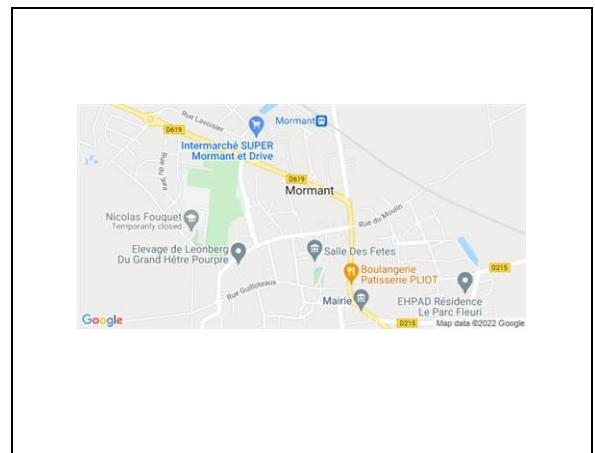 Rue Lavoisier
Mormant
D619
Intermarché SUPER
Mormant et Drive
Rue du Jura
D619
Mormant
Nicolas Fouquet
Temporarily closed
Rue du Moulin
Elevage de Leonberg
Du Grand Hêtre Pourpre
Salle Des Fetes
Boulangerie
Patisserie PLIOT
D215
Rue Guilloteaux
Mairie
EHPAD Résidence
Le Parc Fleuri
Google
D215
Map data ©2022 Google